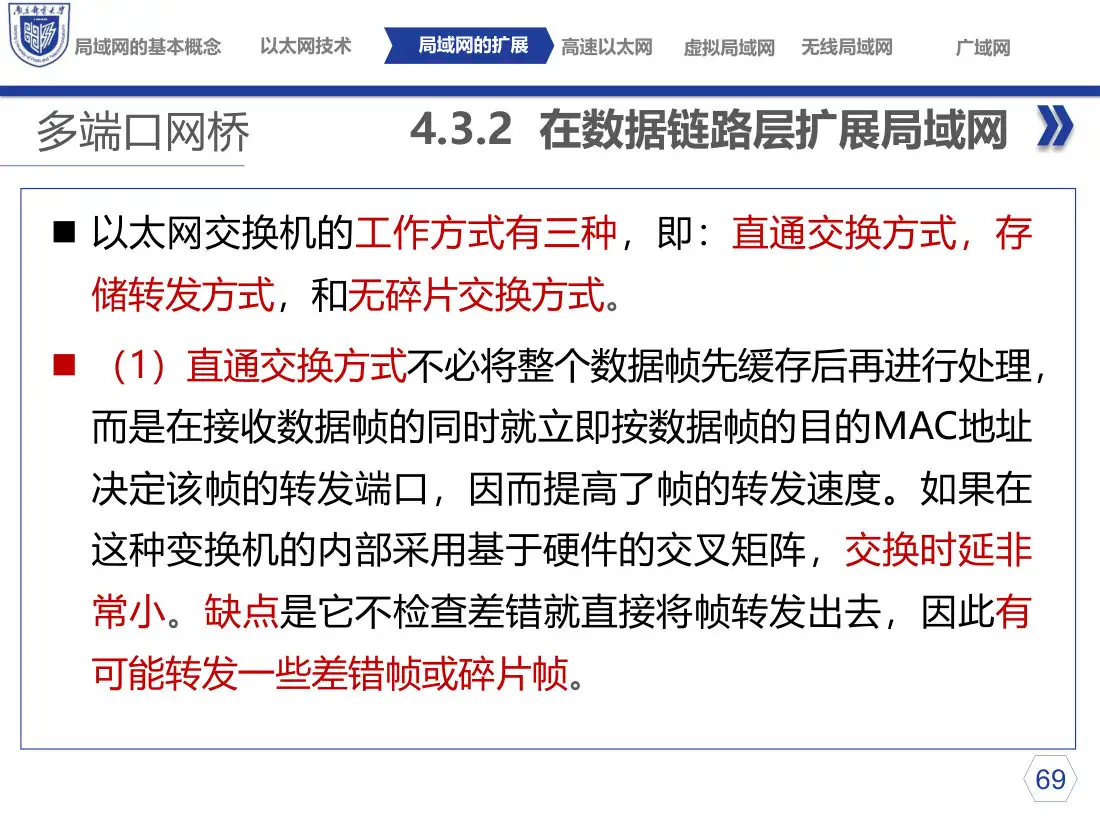 局域网的基本概念 以太网技术 局域网的扩展 高速以太网 虚拟局域网 无线局域网 广域网
多端口网桥 4.3.2 在数据链路层扩展局域网
以太网交换机的工作方式有三种，即：直通交换方式，存
储转发方式，和无碎片交换方式。
（1）直通交换方式不必将整个数据帧先缓存后再进行处理，
而是在接收数据帧的同时就立即按数据帧的目的MAC地址
决定该帧的转发端口，因而提高了帧的转发速度。如果在
这种变换机的内部采用基于硬件的交叉矩阵，交换时延非
常小。缺点是它不检查差错就直接将帧转发出去，因此有
可能转发一些差错帧或碎片帧。
69